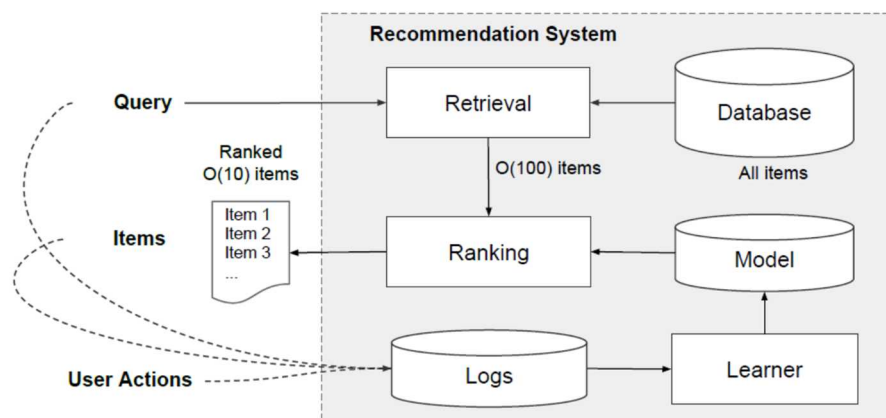 Recommendation System
Query
Retrieval
Database
Ranked
O(10) items
O(100) items
All items
Items
Item 1
Item 2
Item 3
...
Ranking
Model
User Actions
Logs
Learner